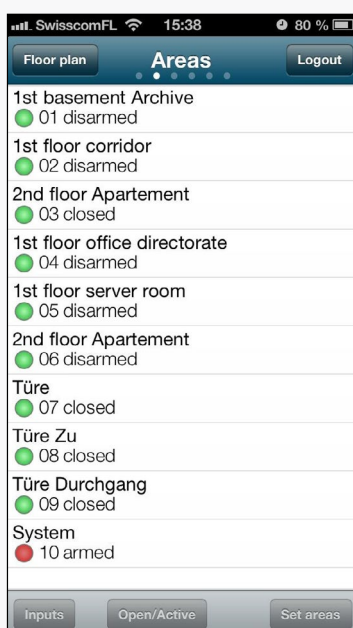 SwisscomFL 15:38 80 %
Floor plan Areas Logout
1st basement Archive
01 disarmed
1st floor corridor
02 disarmed
2nd floor Apartement
03 closed
1st floor office directorate
04 disarmed
1st floor server room
05 disarmed
2nd floor Apartement
06 disarmed
Türe
07 closed
Türe Zu
08 closed
Türe Durchgang
09 closed
System
10 armed
Inputs Open/Active Set areas